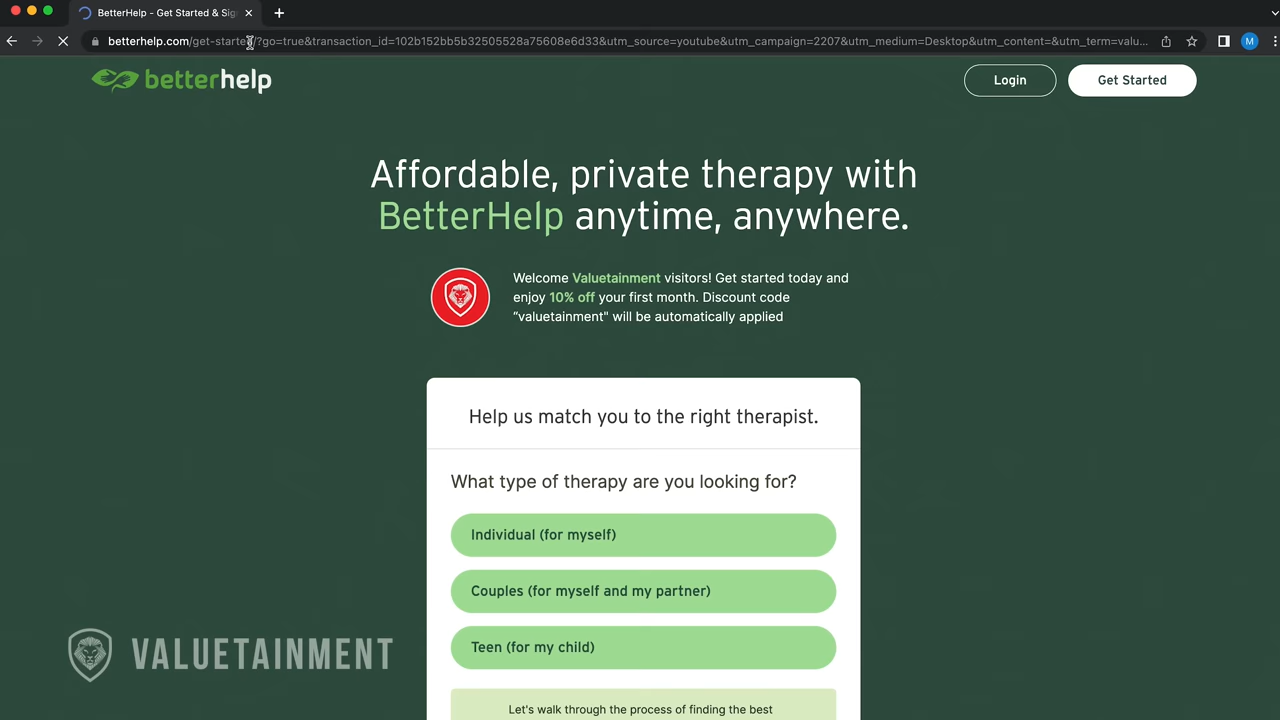 BetterHelp - Get Started & Sig
betterhelp.com/get-started/?go=true&transaction_id=102b152bb5b32505528a75608e6d33&utm_source=youtube&utm_campaign=2207&utm_medium=Desktop&utm_content=&utm_term=valu...
M
betterhelp
Login
Get Started
Affordable, private therapy with
BetterHelp anytime, anywhere.
Welcome Valuetainment visitors! Get started today and
enjoy 10% off your first month. Discount code
“valuetainment" will be automatically applied
Help us match you to the right therapist.
What type of therapy are you looking for?
Individual (for myself)
Couples (for myself and my partner)
Teen (for my child)
VALUETAINMENT
Let's walk through the process of finding the best